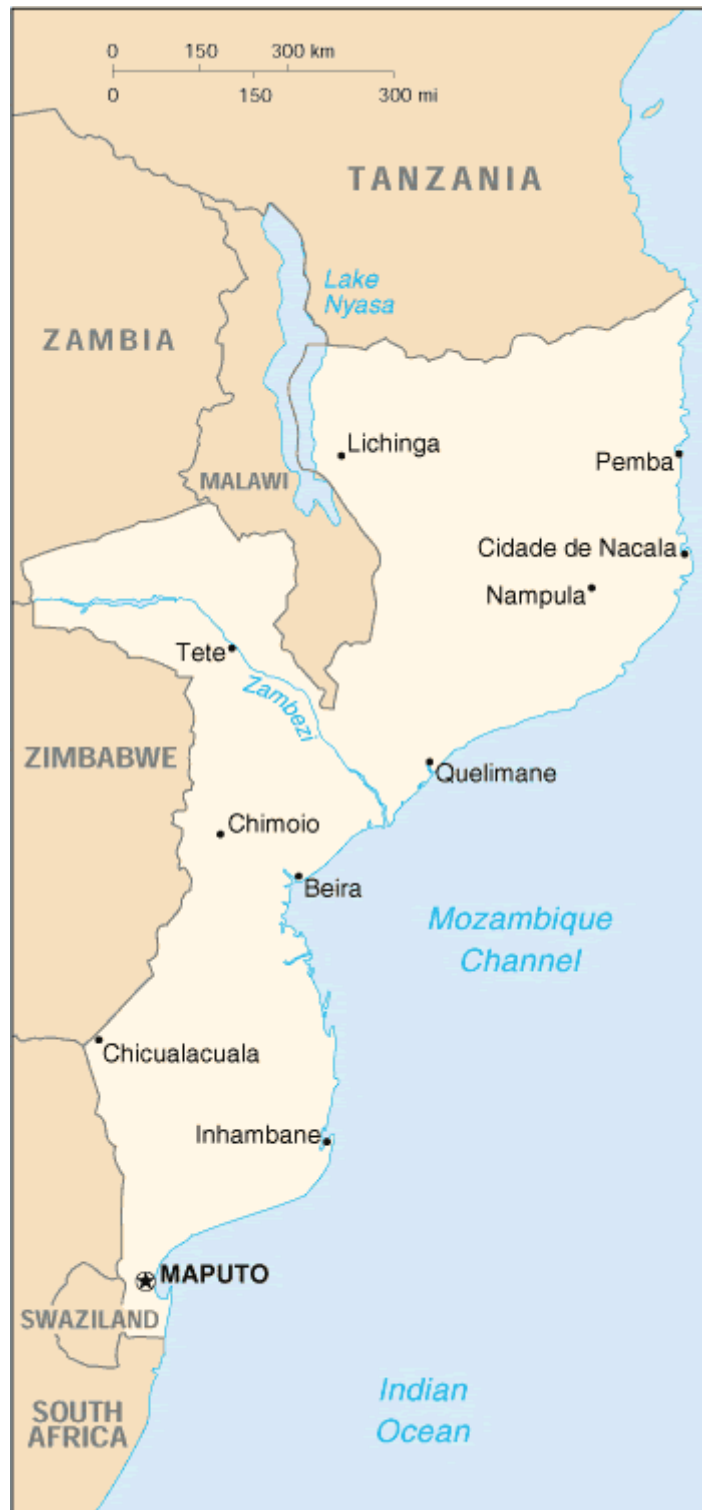 0 150 300 km
0 150 300 mi
TANZANIA
Lake
Nyasa
ZAMBIA
Lichinga
Pemba
MALAWI
Cidade de Nacala
Nampula
Tete
Zambezi
ZIMBABWE
Quelimane
Chimoio
Beira
Mozambique
Channel
Chicualacuala
Inhambane
MAPUTO
SWAZILAND
Indian
Ocean
SOUTH
AFRICA